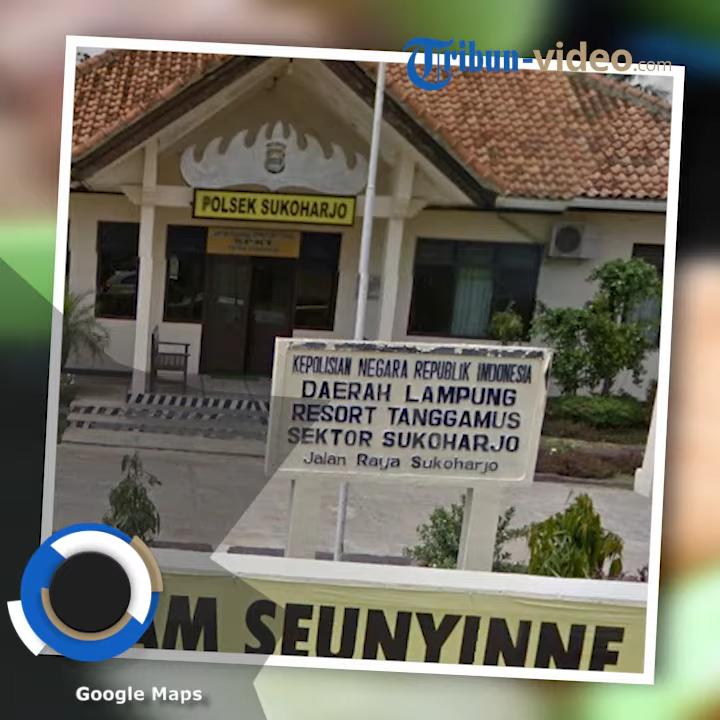 Tribun-video.com
POLSEK SUKOHARJO
SPKT
KEPOLISIAN NEGARA REPUBLIK INDONESIA
DAERAH LAMPUNG
RESORT TANGGAMUS
SEKTOR SUKOHARJO
Jalan Raya Sukoharjo
AM SEUNYINNE
Google Maps